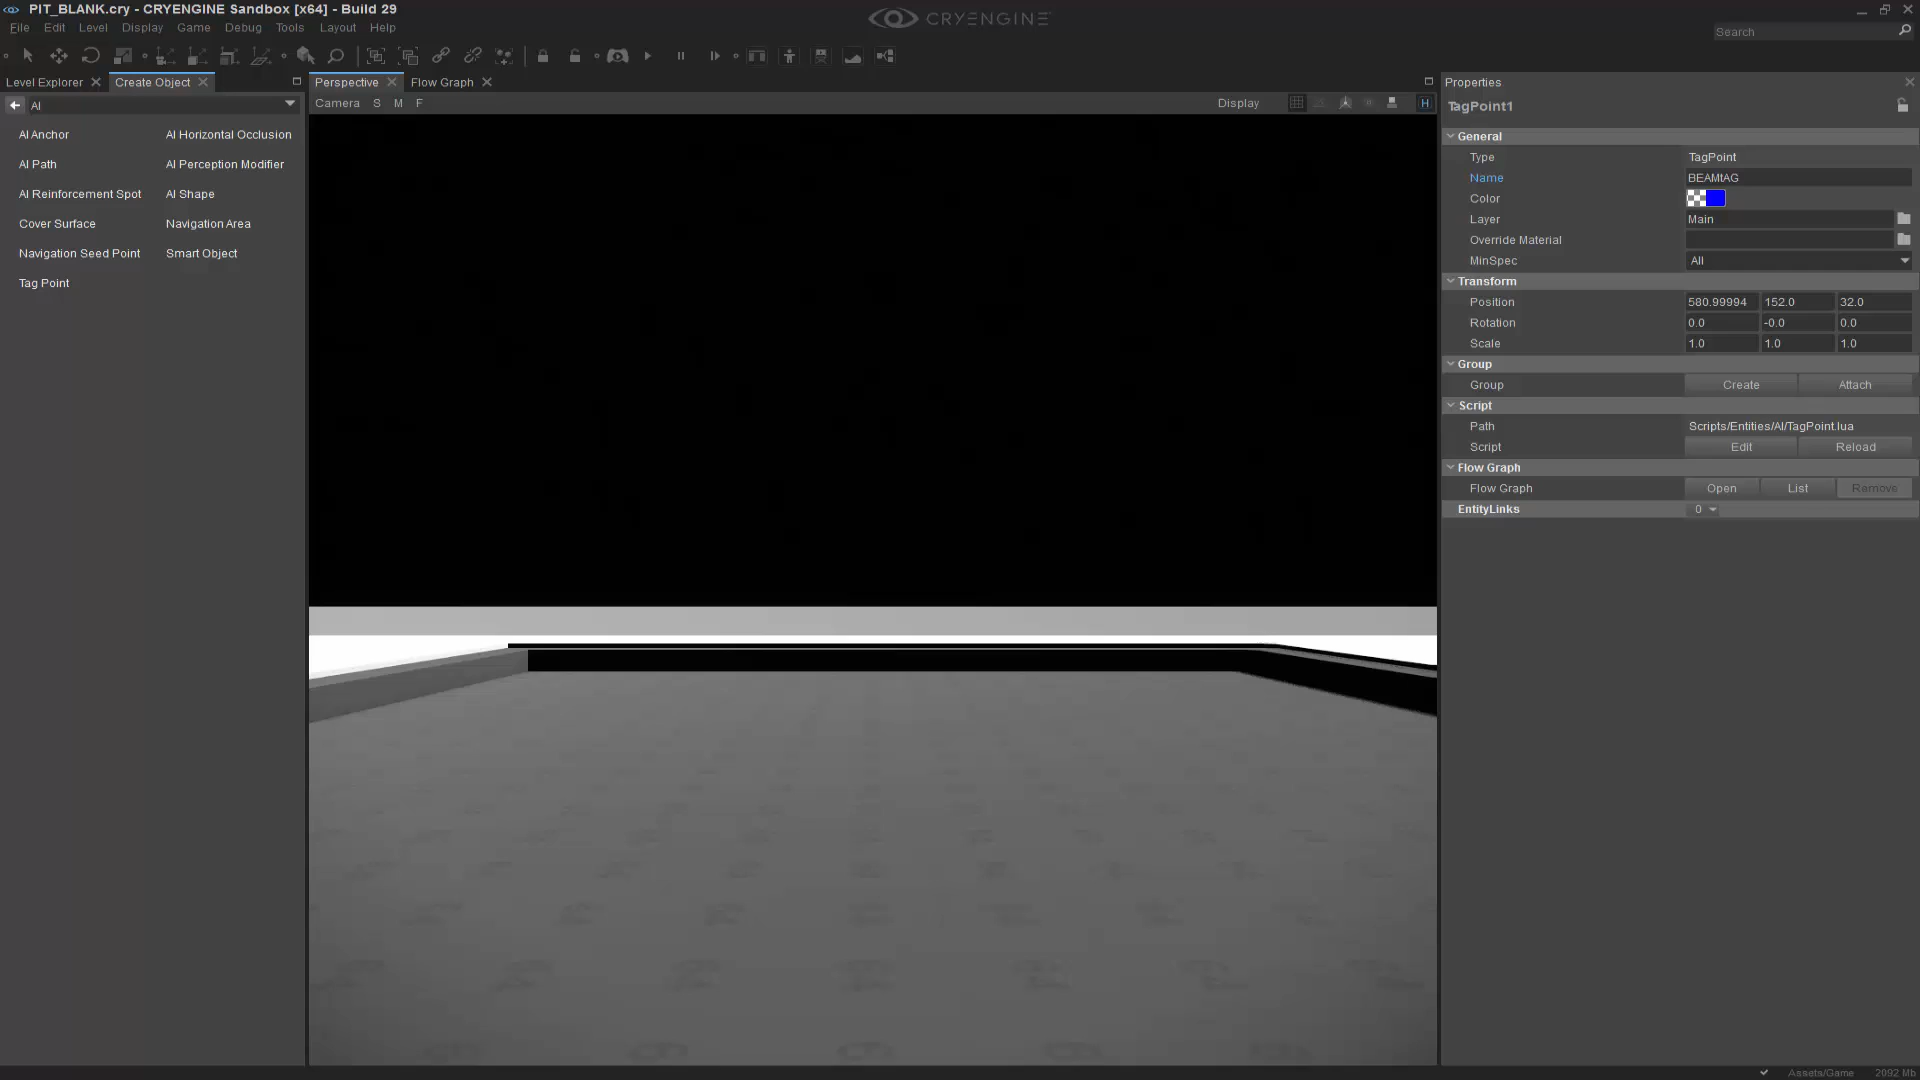 PIT_BLANK.cry - CRYENGINE Sandbox [x64] - Build 29
CRYENGINE
File Edit Level Display Game Debug Tools Layout Help
Search
Level Explorer Create Object
Perspective Flow Graph
Properties
AI
Camera S M F
Display
H
TagPoint1
AI Anchor AI Horizontal Occlusion
AI Path AI Perception Modifier
AI Reinforcement Spot AI Shape
Cover Surface Navigation Area
Navigation Seed Point Smart Object
Tag Point
General
Type TagPoint
Name BEAMtAG
Color
Layer Main
Override Material
MinSpec All
Transform
Position 580.99994 152.0 32.0
Rotation 0.0 -0.0 0.0
Scale 1.0 1.0 1.0
Group
Group Create Attach
Script
Path Scripts/Entities/AI/TagPoint.lua
Script Edit Reload
Flow Graph
Flow Graph Open List Remove
EntityLinks 0
Assets/Game 2092 Mb